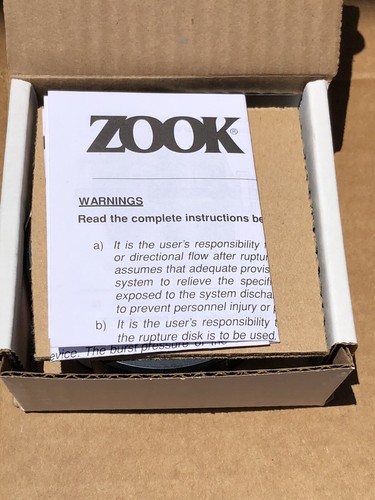 ZOOK®
WARNINGS
Read the complete instructions be
a) It is the user's responsibility
or directional flow after ruptur
assumes that adequate provis
system to relieve the specifi
exposed to the system discha
to prevent personnel injury or
b) It is the user's responsibility t
the rupture disk is to be used.
evice. The burst pressure of the